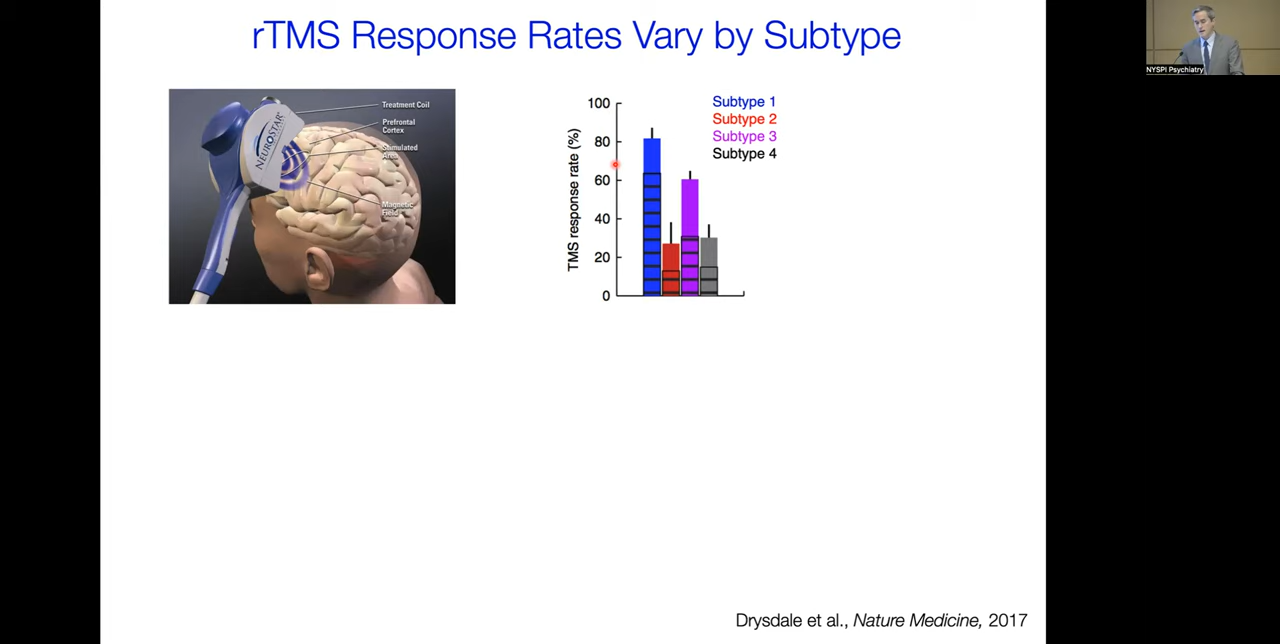 rTMS Response Rates Vary by Subtype
NYSPI Psychiatry
Treatment Coil
Prefrontal
Cortex
Stimulated
Area
Magnetic
Field
NEUROSTAR
TMS response rate (%)
100
80
60
40
20
0
Subtype 1
Subtype 2
Subtype 3
Subtype 4
Drysdale et al., Nature Medicine, 2017